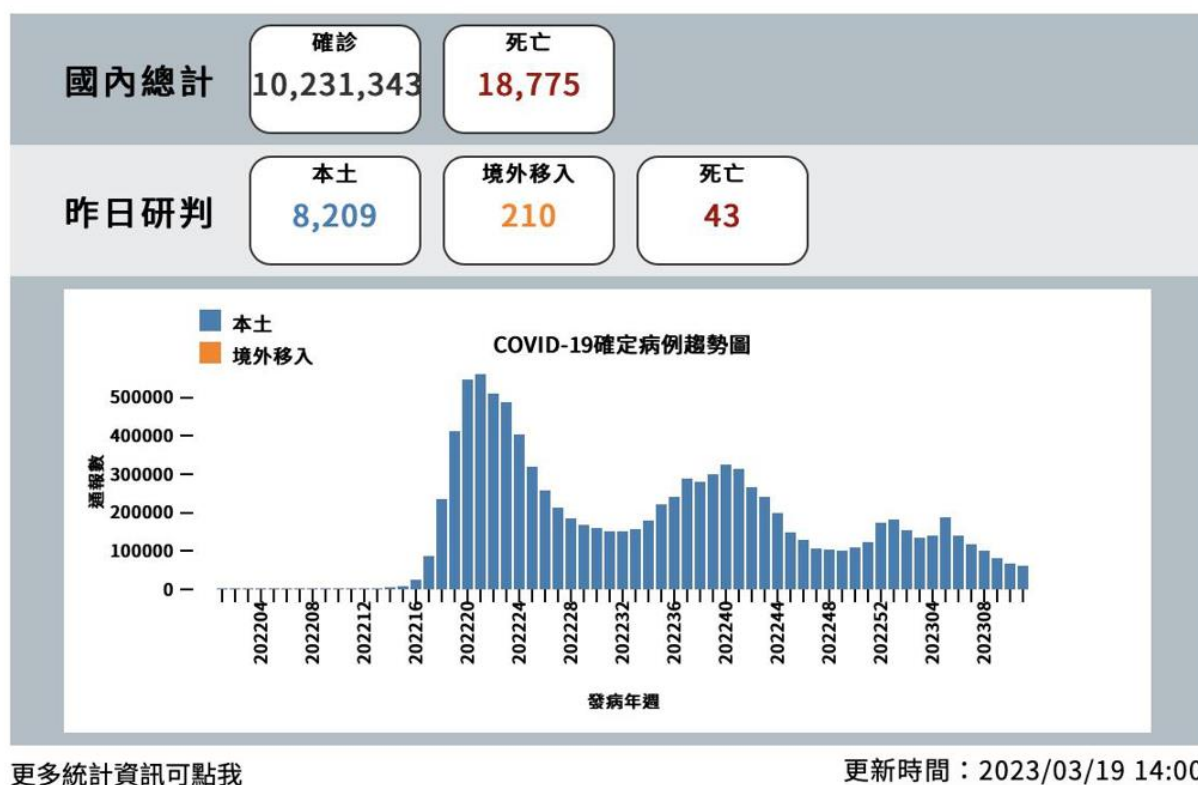 國內總計
確診
10,231,343
死亡
18,775
昨日研判
本土
8,209
境外移入
210
死亡
43
本土
境外移入
COVID-19確定病例趨勢圖
通報數
500000
400000
300000
200000
100000
0
202204
202208
202212
202216
202220
202224
202228
202232
202236
202240
202244
202248
202252
202304
202308
發病年週
更多統計資訊可點我
更新時間：2023/03/19 14:00